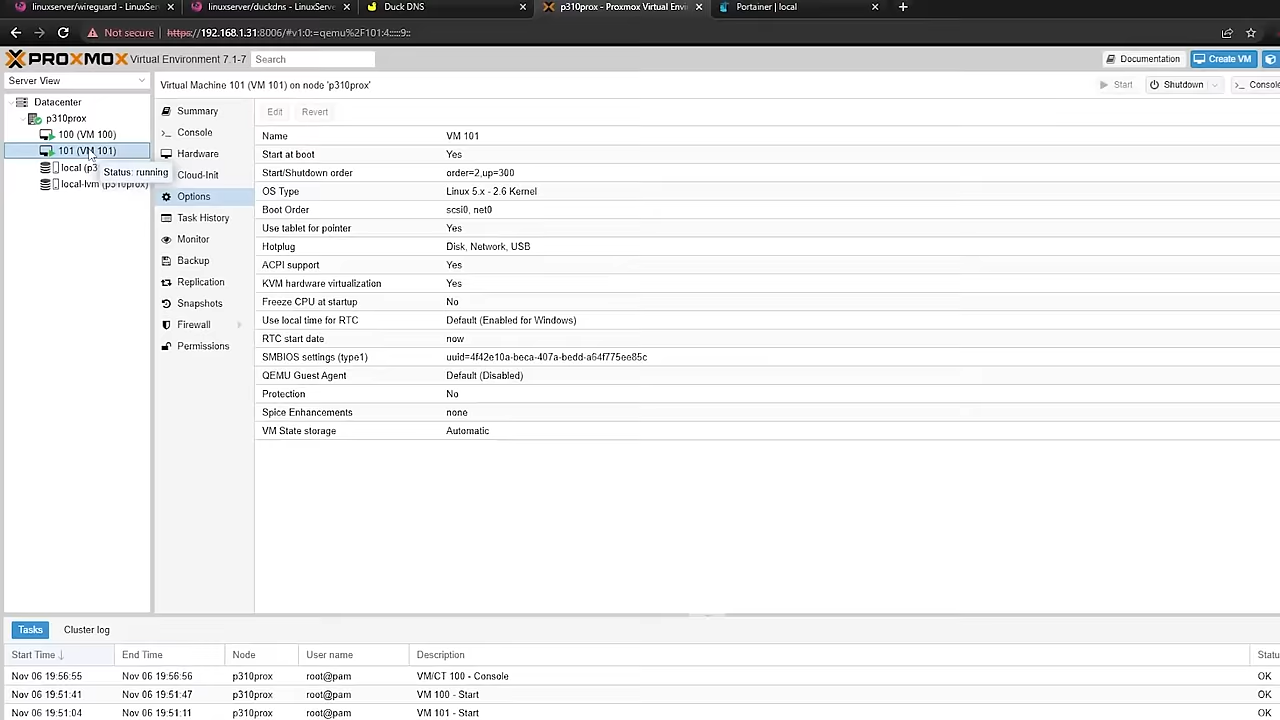 linuxserver/wireguard - LinuxServ
linuxserver/duckdns - LinuxServe
Duck DNS
p310prox - Proxmox Virtual Envi
Portainer | local
Not secure https://192.168.1.31:8006/#v1:0:=qemu%2F101:4:::::9::
PROXMOX Virtual Environment 7.1-7
Search
Documentation
Create VM
Server View
Virtual Machine 101 (VM 101) on node 'p310prox'
Start
Shutdown
Console
Datacenter
p310prox
100 (VM 100)
101 (VM 101)
local (p3
local-lvm (p310prox)
Status: running
Summary
Console
Hardware
Cloud-Init
Options
Task History
Monitor
Backup
Replication
Snapshots
Firewall
Permissions
Edit Revert
Name VM 101
Start at boot Yes
Start/Shutdown order order=2,up=300
OS Type Linux 5.x - 2.6 Kernel
Boot Order scsi0, net0
Use tablet for pointer Yes
Hotplug Disk, Network, USB
ACPI support Yes
KVM hardware virtualization Yes
Freeze CPU at startup No
Use local time for RTC Default (Enabled for Windows)
RTC start date now
SMBIOS settings (type1) uuid=4f42e10a-beca-407a-bedd-a64f775ee85c
QEMU Guest Agent Default (Disabled)
Protection No
Spice Enhancements none
VM State storage Automatic
Tasks Cluster log
Start Time End Time Node User name Description Statu
Nov 06 19:56:55 Nov 06 19:56:56 p310prox root@pam VM/CT 100 - Console OK
Nov 06 19:51:41 Nov 06 19:51:47 p310prox root@pam VM 100 - Start OK
Nov 06 19:51:04 Nov 06 19:51:11 p310prox root@pam VM 101 - Start OK